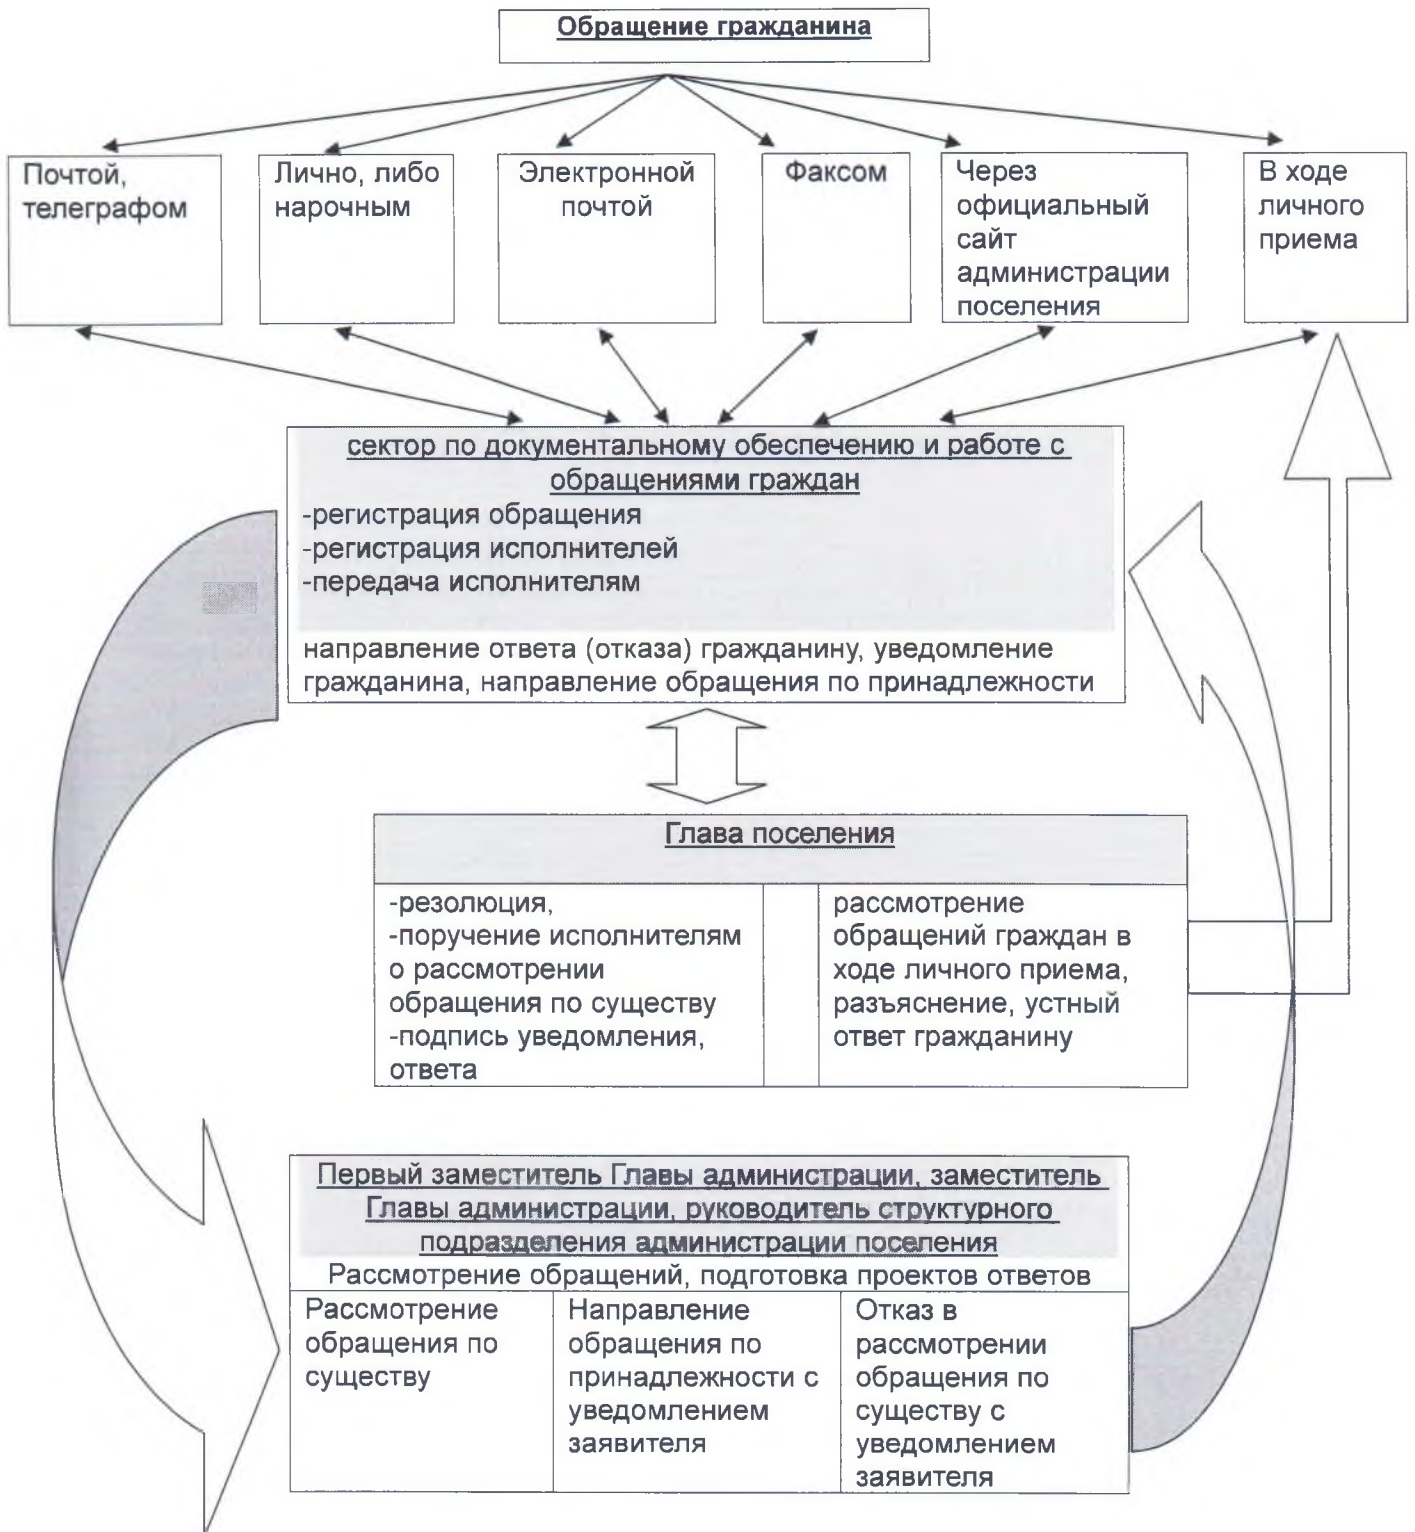 Обращение гражданина
Почтой,
телеграфом
Лично, либо
нарочным
Электронной
почтой
Факсом
Через
официальный
сайт
администрации
поселения
В ходе
личного
приема
сектор по документальному обеспечению и работе с
обращениями граждан
-регистрация обращения
-регистрация исполнителей
-передача исполнителям
направление ответа (отказа) гражданину, уведомление
гражданина, направление обращения по принадлежности
Глава поселения
-резолюция,
-поручение исполнителям
о рассмотрении
обращения по существу
-подпись уведомления,
ответа
рассмотрение
обращений граждан в
ходе личного приема,
разъяснение, устный
ответ гражданину
Первый заместитель Главы администрации, заместитель
Главы администрации, руководитель структурного
подразделения администрации поселения
Рассмотрение обращений, подготовка проектов ответов
Рассмотрение
обращения по
существу
Направление
обращения по
принадлежности с
уведомлением
заявителя
Отказ в
рассмотрении
обращения по
существу с
уведомлением
заявителя